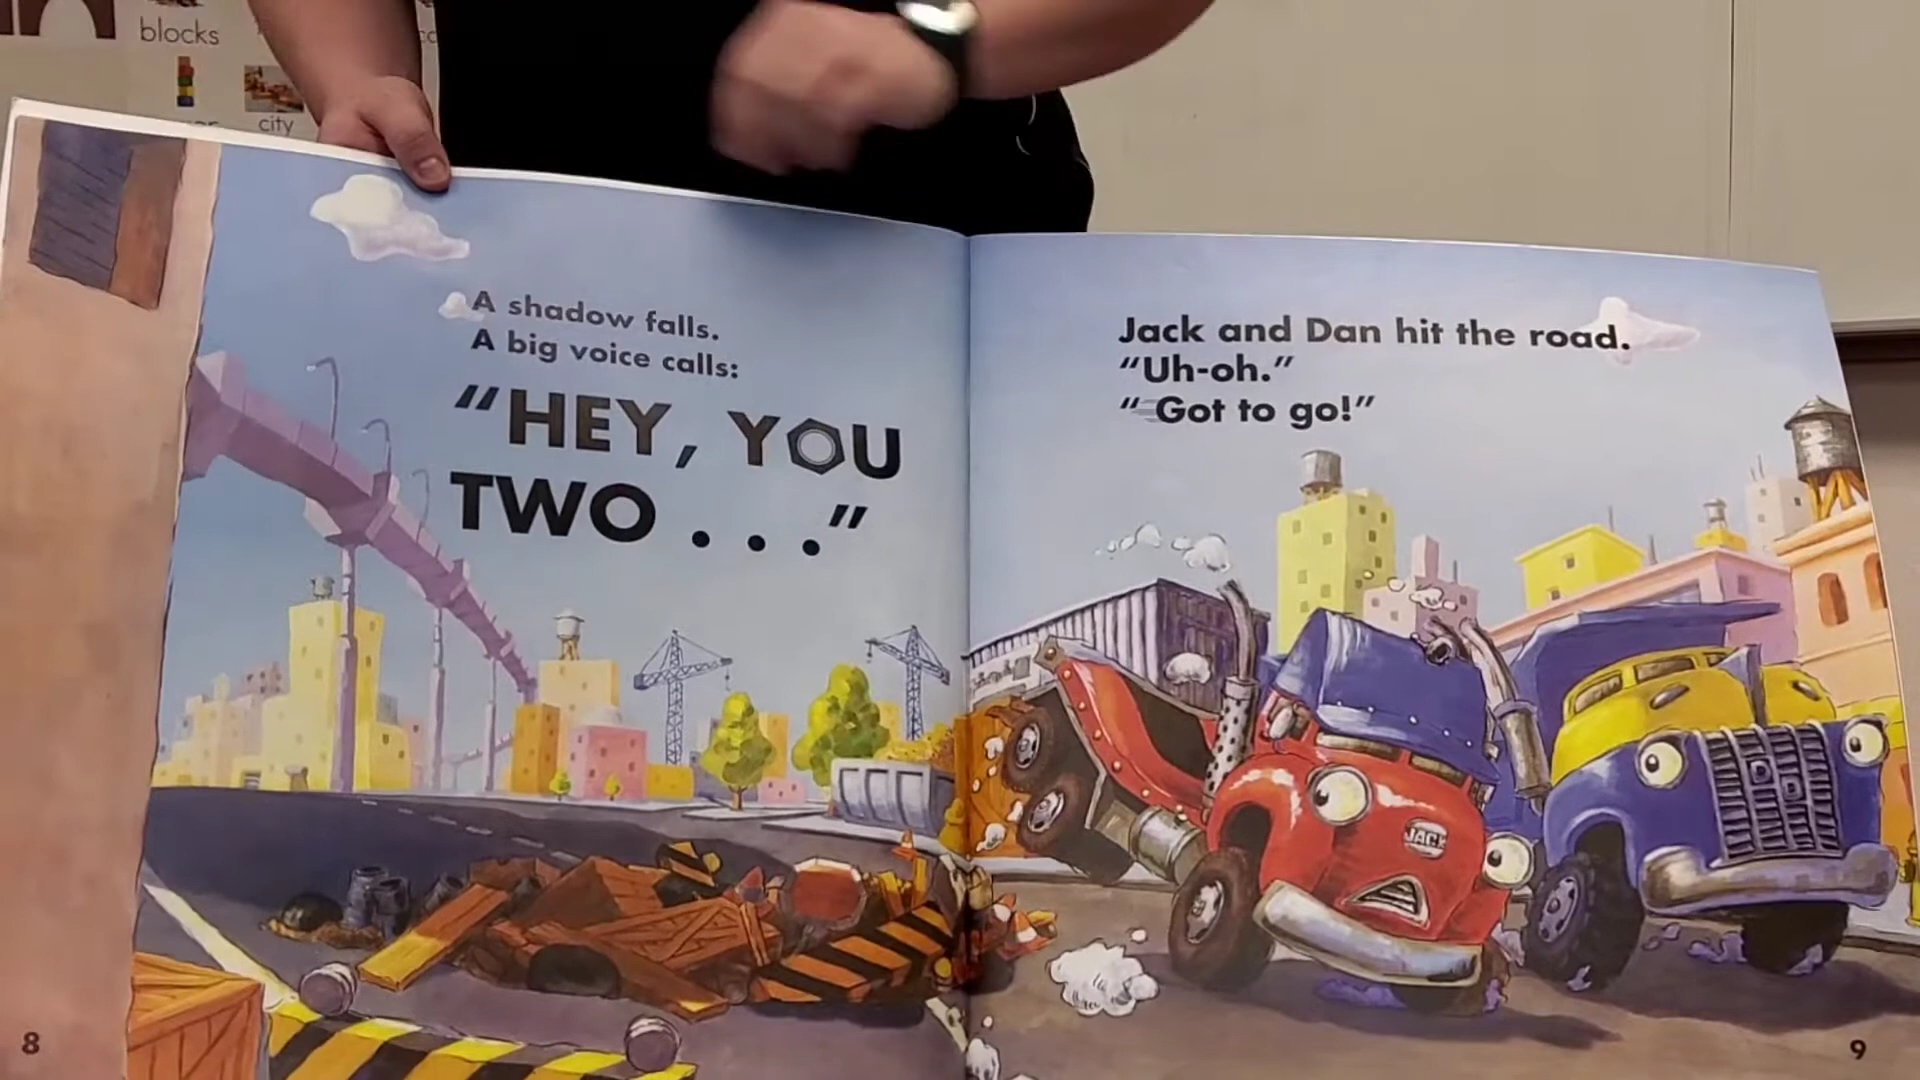 blocks
city
A shadow falls.
A big voice calls:
"HEY, YOU
TWO . . ."
Jack and Dan hit the road.
"Uh-oh."
"Got to go!"
JACK
D D
8
9